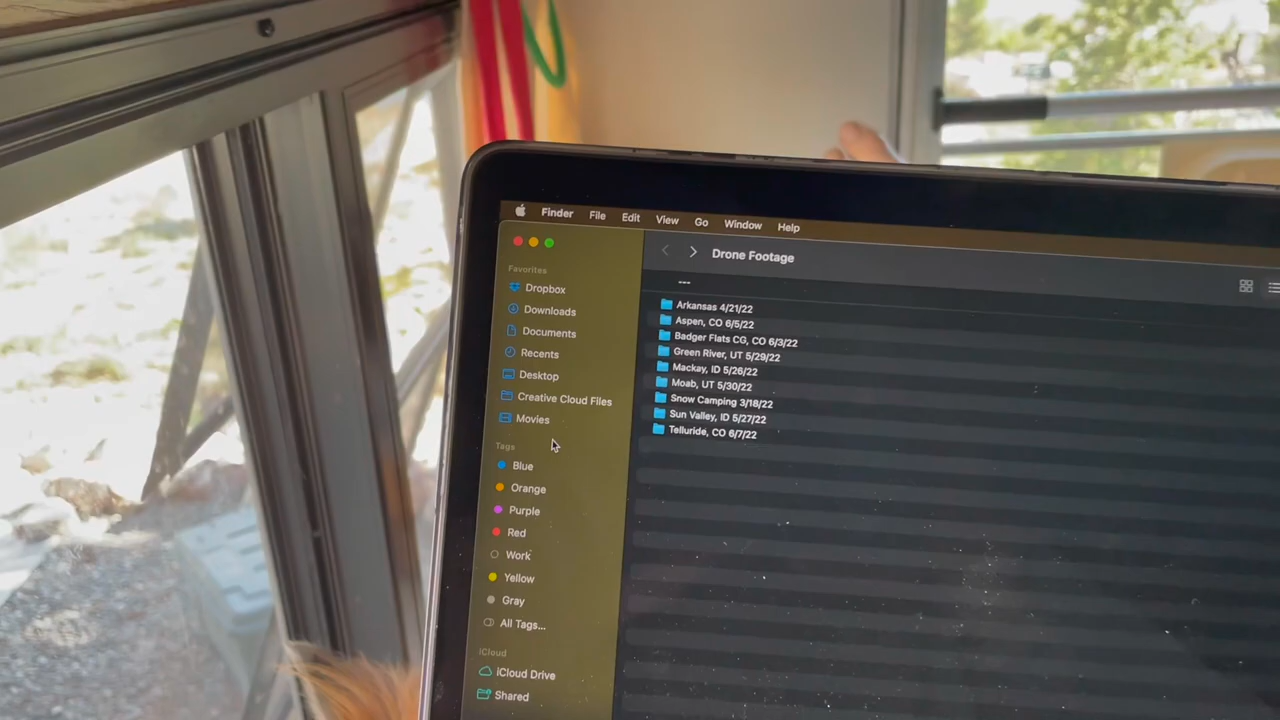 Finder File Edit View Go Window Help
Drone Footage
Favorites
Dropbox
Downloads
Documents
Recents
Desktop
Creative Cloud Files
Movies
Tags
Blue
Orange
Purple
Red
Work
Yellow
Gray
All Tags...
iCloud
iCloud Drive
Shared
---
Arkansas 4/21/22
Aspen, CO 6/5/22
Badger Flats CG, CO 6/3/22
Green River, UT 5/29/22
Mackay, ID 5/26/22
Moab, UT 5/30/22
Snow Camping 3/18/22
Sun Valley, ID 5/27/22
Telluride, CO 6/7/22